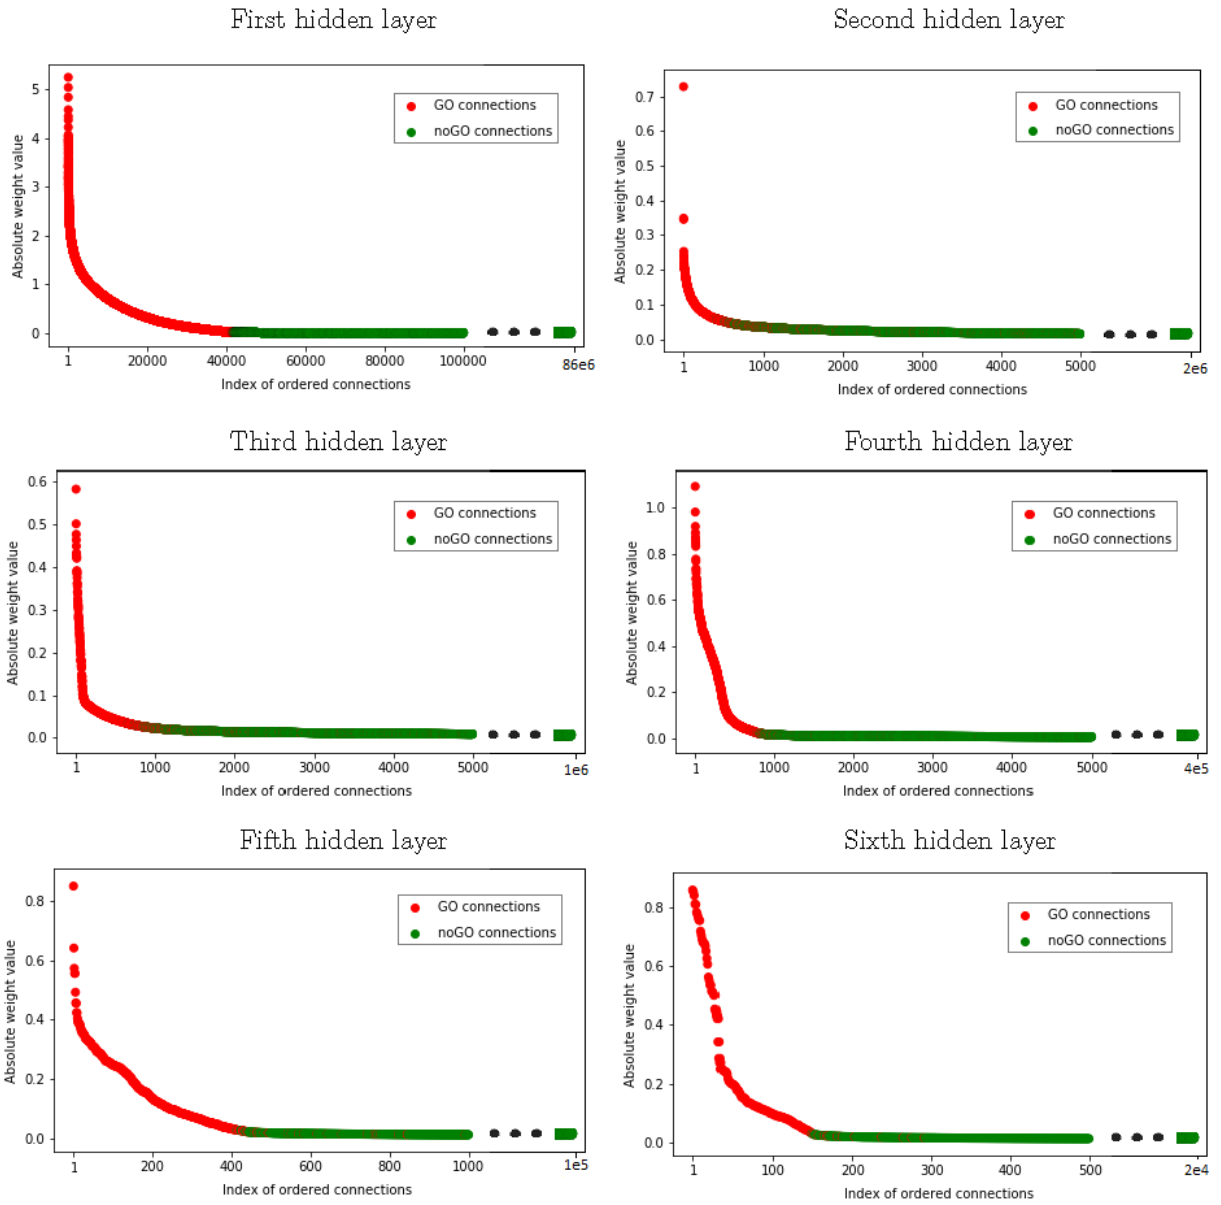 First hidden layer
Second hidden layer
Absolute weight value
5
4
3
2
1
0
GO connections
noGO connections
1 20000 40000 60000 80000 100000 86e6
Index of ordered connections
Absolute weight value
0.7
0.6
0.5
0.4
0.3
0.2
0.1
0.0
GO connections
noGO connections
1 1000 2000 3000 4000 5000 2e6
Index of ordered connections
Third hidden layer
Fourth hidden layer
Absolute weight value
0.6
0.5
0.4
0.3
0.2
0.1
0.0
GO connections
noGO connections
1 1000 2000 3000 4000 5000 1e6
Index of ordered connections
Absolute weight value
1.0
0.8
0.6
0.4
0.2
0.0
GO connections
noGO connections
1 1000 2000 3000 4000 5000 4e5
Index of ordered connections
Fifth hidden layer
Sixth hidden layer
Absolute weight value
0.8
0.6
0.4
0.2
0.0
GO connections
noGO connections
1 200 400 600 800 1000 1e5
Index of ordered connections
Absolute weight value
0.8
0.6
0.4
0.2
0.0
GO connections
noGO connections
1 100 200 300 400 500 2e4
Index of ordered connections